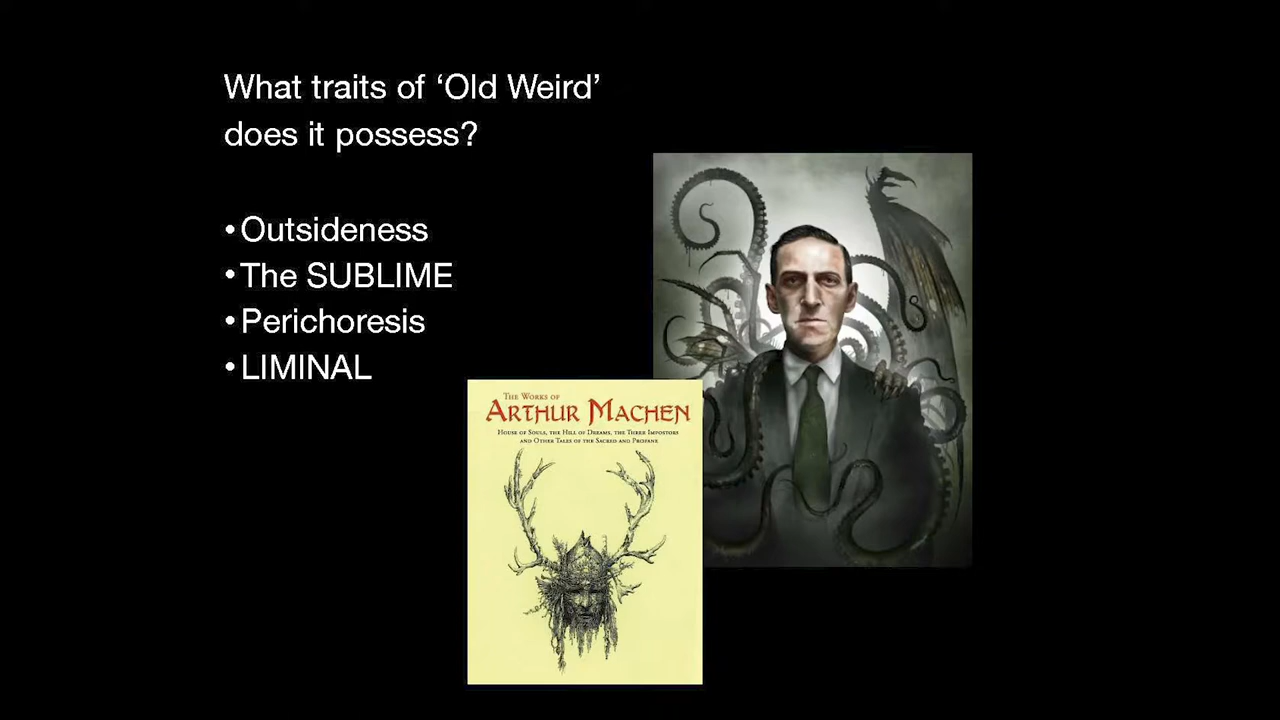 What traits of ‘Old Weird’
does it possess?
•Outsideness
•The SUBLIME
•Perichoresis
•LIMINAL
The Works of
Arthur Machen
House of Souls, The Hill of Dreams, The Three Impostors
and Other Tales of the Sacred and Profane